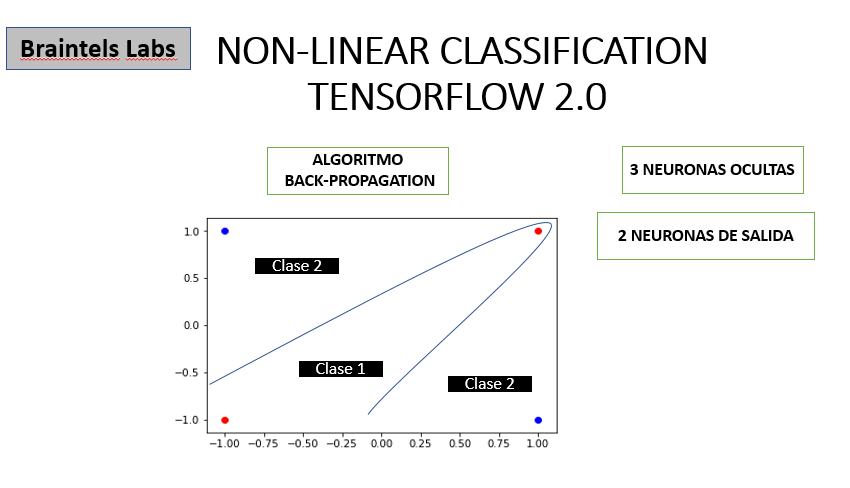 Braintels Labs
NON-LINEAR CLASSIFICATION
TENSORFLOW 2.0
ALGORITMO
BACK-PROPAGATION
3 NEURONAS OCULTAS
2 NEURONAS DE SALIDA
1.0
0.5
0.0
−0.5
−1.0
Clase 2
Clase 1
Clase 2
−1.00 −0.75 −0.50 −0.25 0.00 0.25 0.50 0.75 1.00